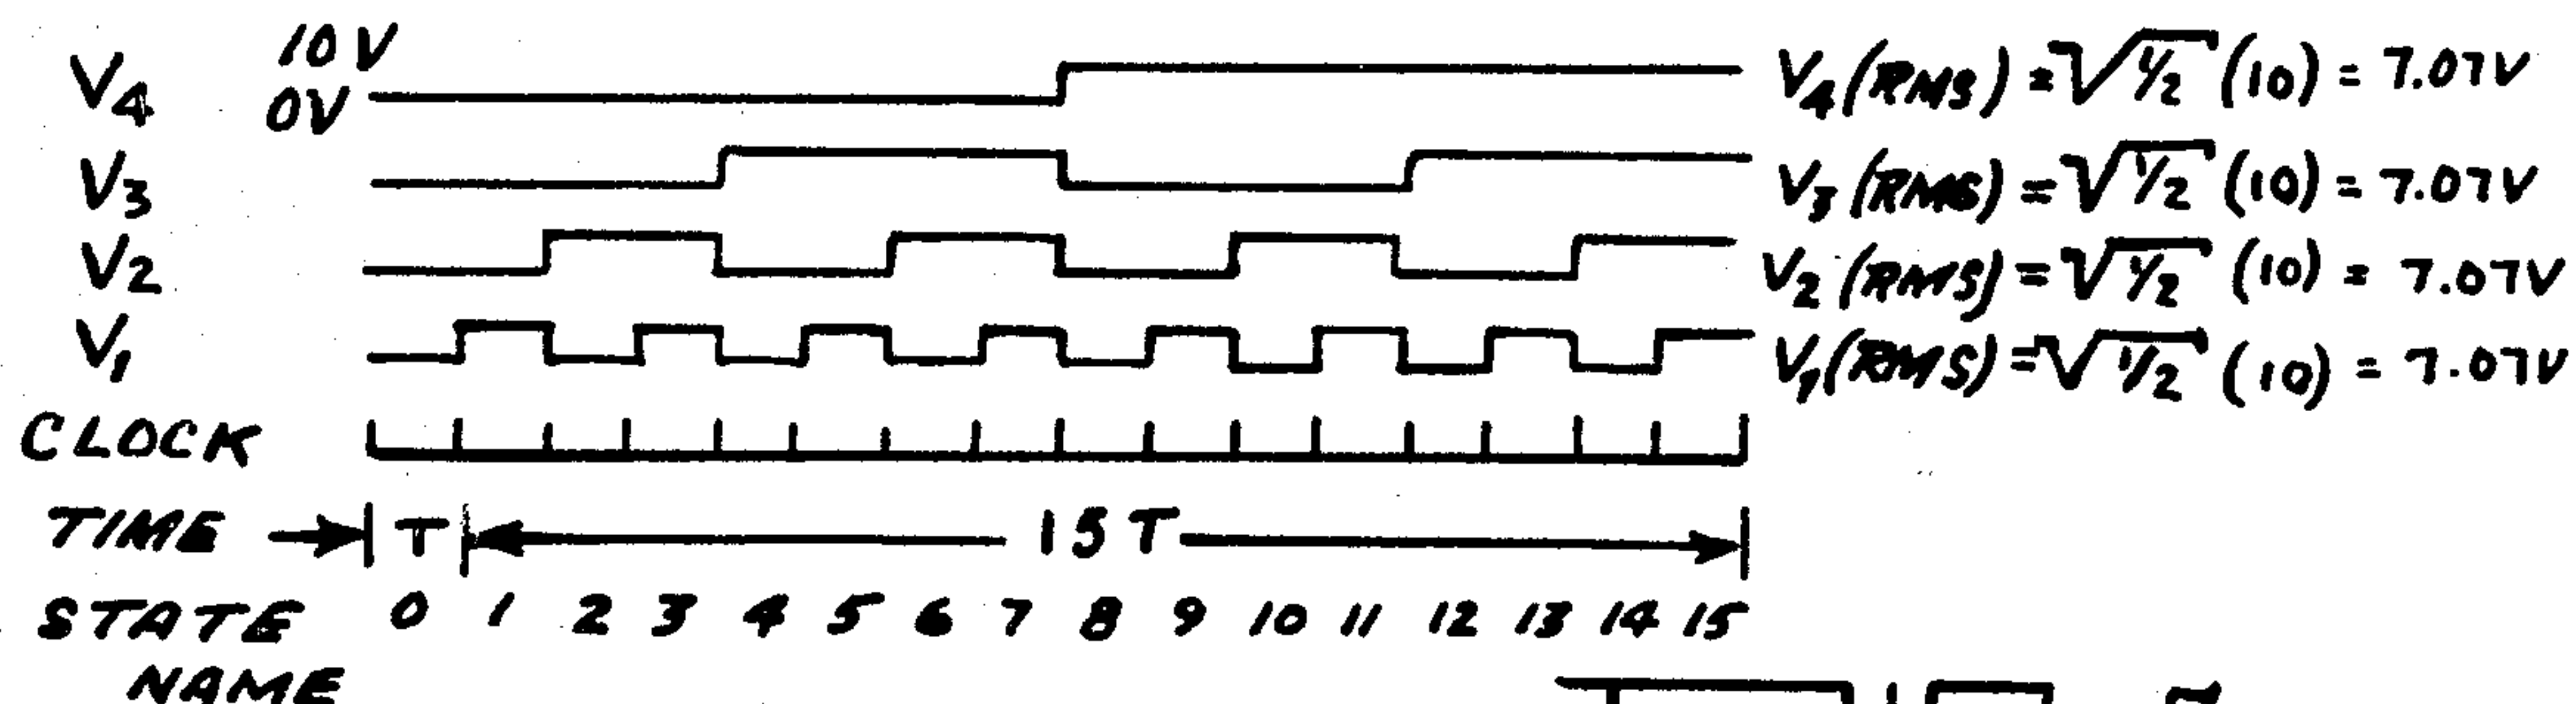 10V
V4 0V V4(RMS) = √1/2 (10) = 7.07V
V3 V3(RMS) = √1/2 (10) = 7.07V
V2 V2(RMS) = √1/2 (10) = 7.07V
V1 V1(RMS) = √1/2 (10) = 7.07V
CLOCK
TIME T 15T
STATE 0 1 2 3 4 5 6 7 8 9 10 11 12 13 14 15
NAME